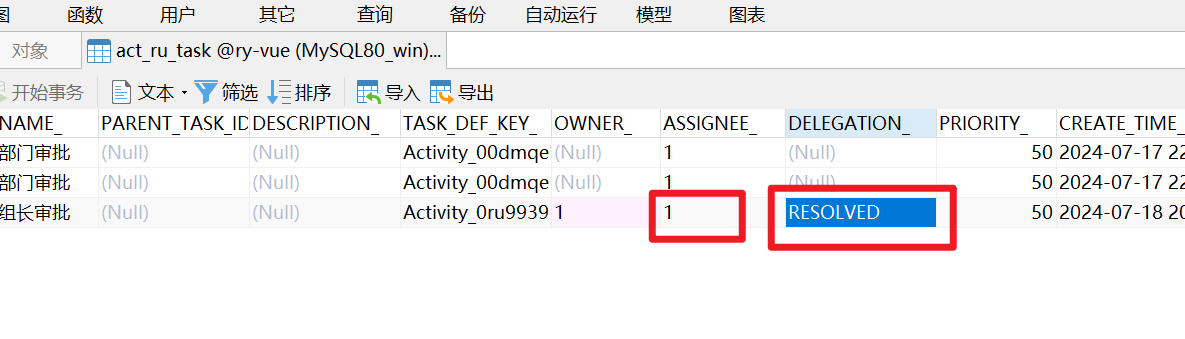 图 函数 用户 其它 查询 备份 自动运行 模型 图表
对象 act_ru_task @ry-vue (MySQL80_win)...
开始事务 文本 筛选 排序 导入 导出
NAME_ PARENT_TASK_ID DESCRIPTION_ TASK_DEF_KEY_ OWNER_ ASSIGNEE_ DELEGATION_ PRIORITY_ CREATE_TIME_
部门审批 (Null) (Null) Activity_00dmqe (Null) 1 (Null) 50 2024-07-17 22
部门审批 (Null) (Null) Activity_00dmqe (Null) 1 (Null) 50 2024-07-17 22
组长审批 (Null) (Null) Activity_0ru9939 1 1 RESOLVED 50 2024-07-18 20